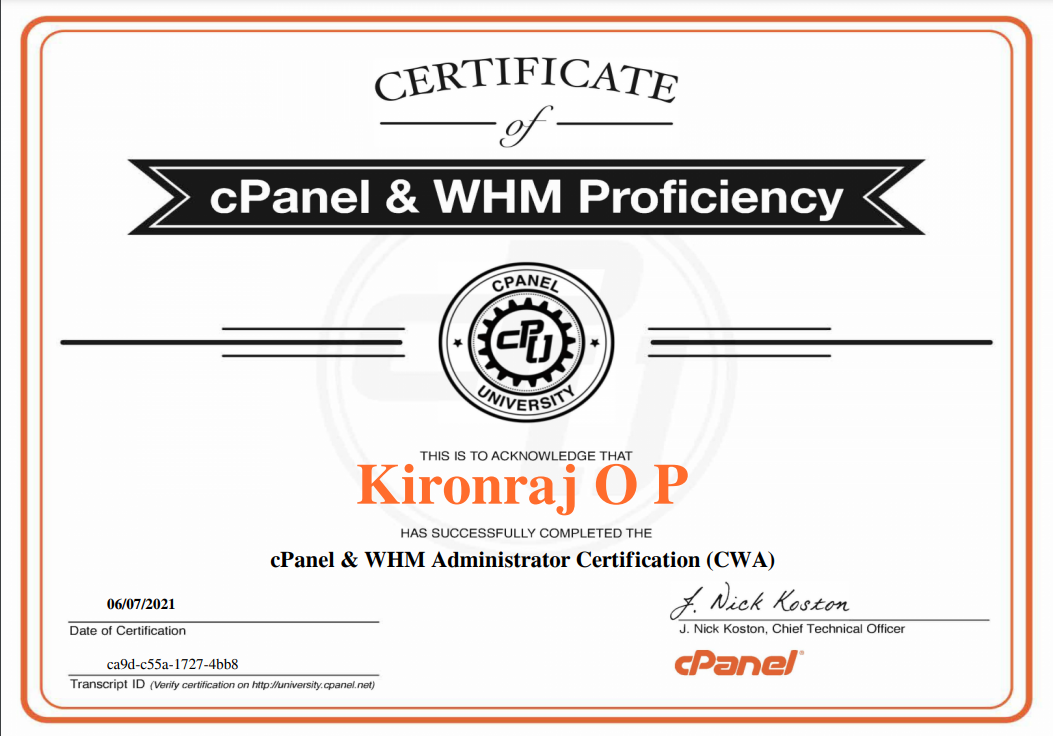 CERTIFICATE
of
cPanel & WHM Proficiency
CPANEL
CPU
UNIVERSITY
THIS IS TO ACKNOWLEDGE THAT
Kironraj O P
HAS SUCCESSFULLY COMPLETED THE
cPanel & WHM Administrator Certification (CWA)
06/07/2021
Date of Certification
ca9d-c55a-1727-4bb8
Transcript ID (Verify certification on http://university.cpanel.net)
J. Nick Koston
J. Nick Koston, Chief Technical Officer
cPanel®